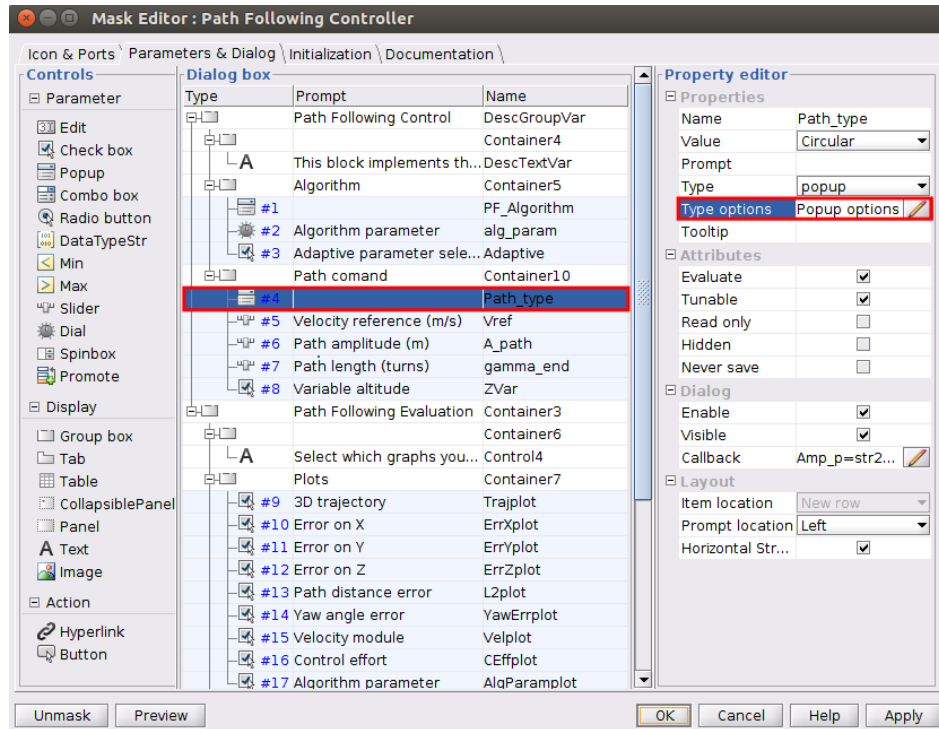 Mask Editor : Path Following Controller
Icon & Ports Parameters & Dialog Initialization Documentation
Controls
Parameter
Edit
Check box
Popup
Combo box
Radio button
DataTypeStr
Min
Max
Slider
Dial
Spinbox
Promote
Display
Group box
Tab
Table
CollapsiblePanel
Panel
A Text
Image
Action
Hyperlink
Button
Dialog box
Type Prompt Name
Path Following Control DescGroupVar
Container4
A This block implements th... DescTextVar
Algorithm Container5
#1 PF_Algorithm
#2 Algorithm parameter alg_param
#3 Adaptive parameter sele... Adaptive
Path comand Container10
#4 Path_type
#5 Velocity reference (m/s) Vref
#6 Path amplitude (m) A_path
#7 Path length (turns) gamma_end
#8 Variable altitude ZVar
Path Following Evaluation Container3
Container6
A Select which graphs you... Control4
Plots Container7
#9 3D trajectory Trajplot
#10 Error on X ErrXplot
#11 Error on Y ErrYplot
#12 Error on Z ErrZplot
#13 Path distance error L2plot
#14 Yaw angle error YawErrplot
#15 Velocity module Velplot
#16 Control effort CEffplot
#17 Algorithm parameter AlgParamplot
Property editor
Properties
Name Path_type
Value Circular
Prompt
Type popup
Type options Popup options
Tooltip
Attributes
Evaluate
Tunable
Read only
Hidden
Never save
Dialog
Enable
Visible
Callback Amp_p=str2...
Layout
Item location New row
Prompt location Left
Horizontal Str...
Unmask Preview OK Cancel Help Apply